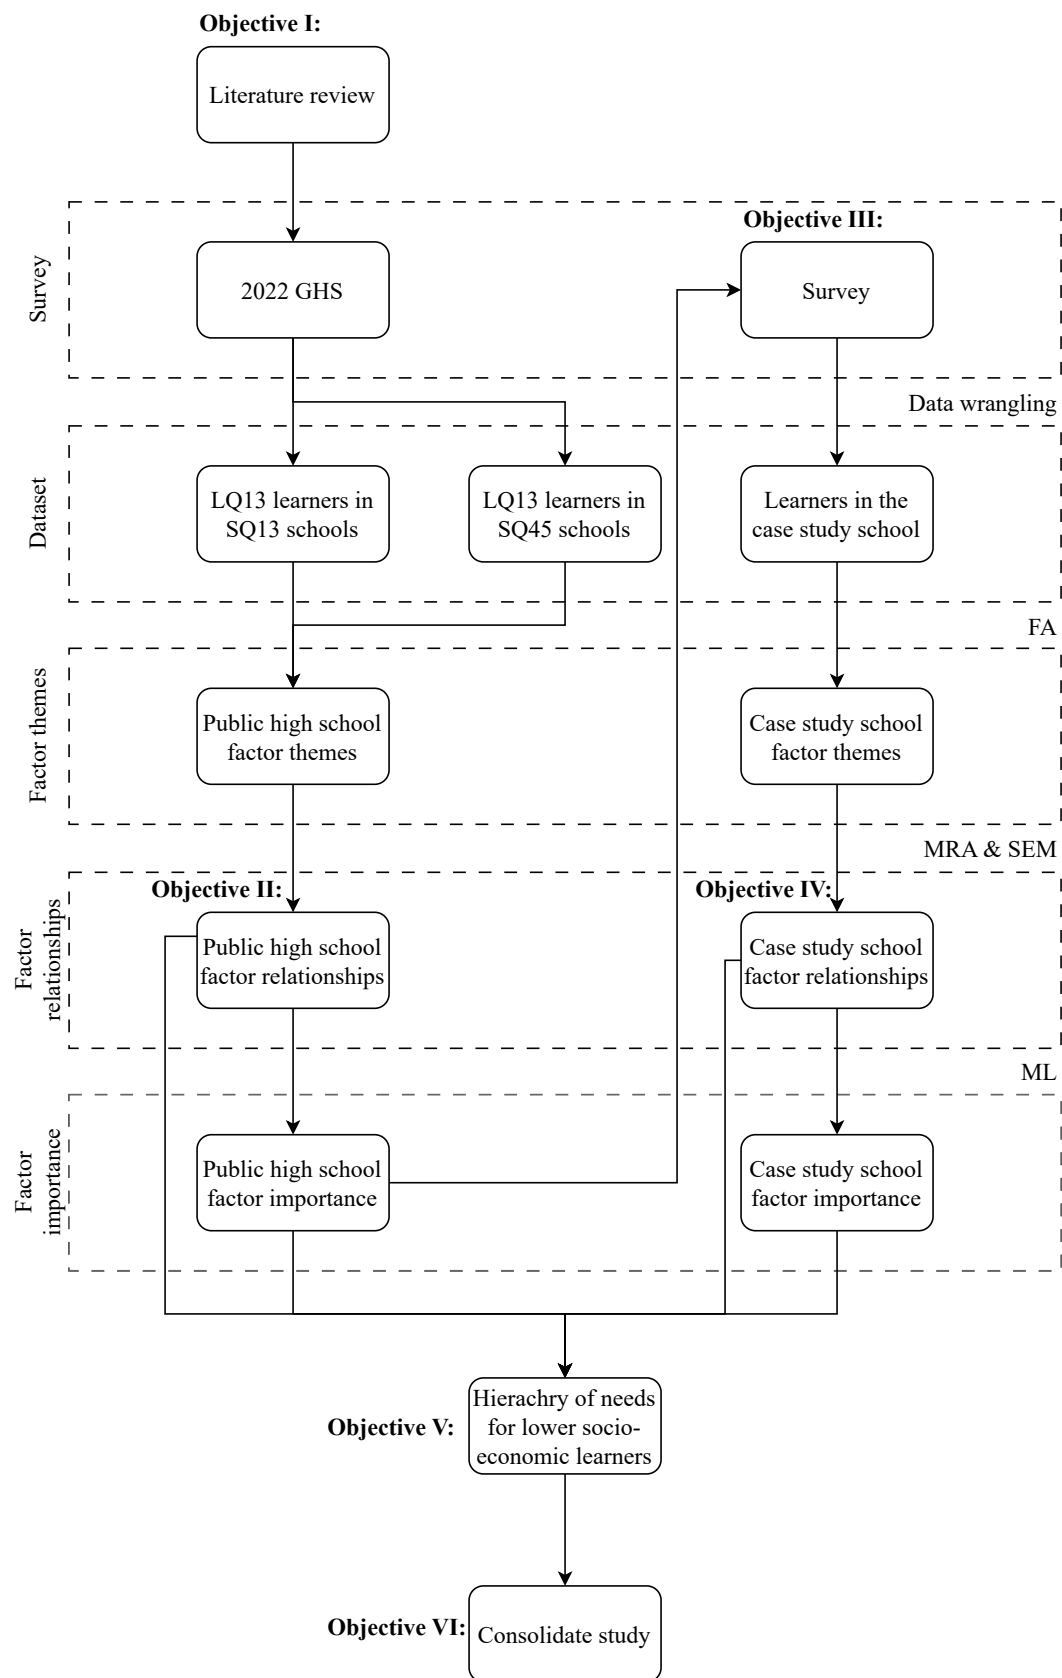 Objective I:
Literature review
Survey
Objective III:
2022 GHS
Survey
Data wrangling
Dataset
LQ13 learners in
SQ13 schools
LQ13 learners in
SQ45 schools
Learners in the
case study school
FA
Factor themes
Public high school
factor themes
Case study school
factor themes
MRA & SEM
Factor
relationships
Objective II:
Public high school
factor relationships
Objective IV:
Case study school
factor relationships
ML
Factor
importance
Public high school
factor importance
Case study school
factor importance
Objective V:
Hierachry of needs
for lower socio-
economic learners
Objective VI:
Consolidate study